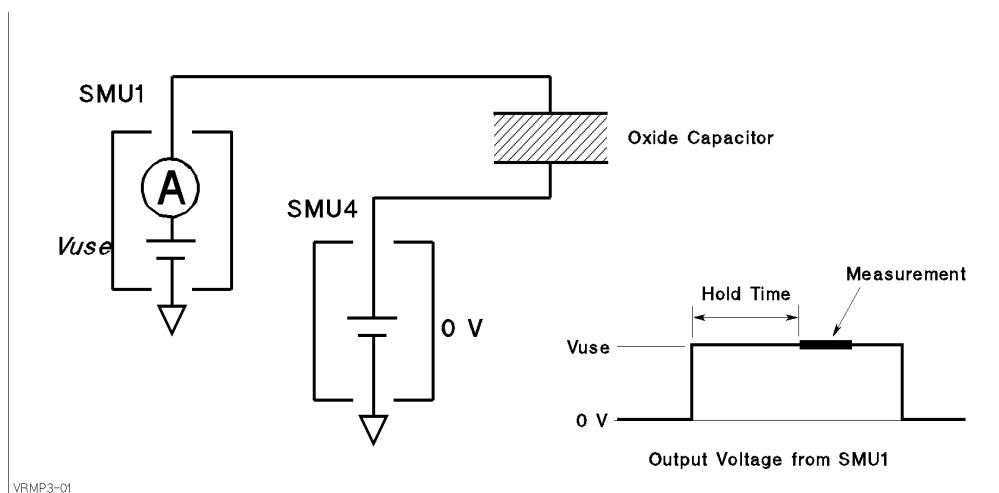 SMU1
A
Vuse
SMU4
0 V
Oxide Capacitor
Measurement
Hold Time
Vuse
0 V
Output Voltage from SMU1
VRMP3-01